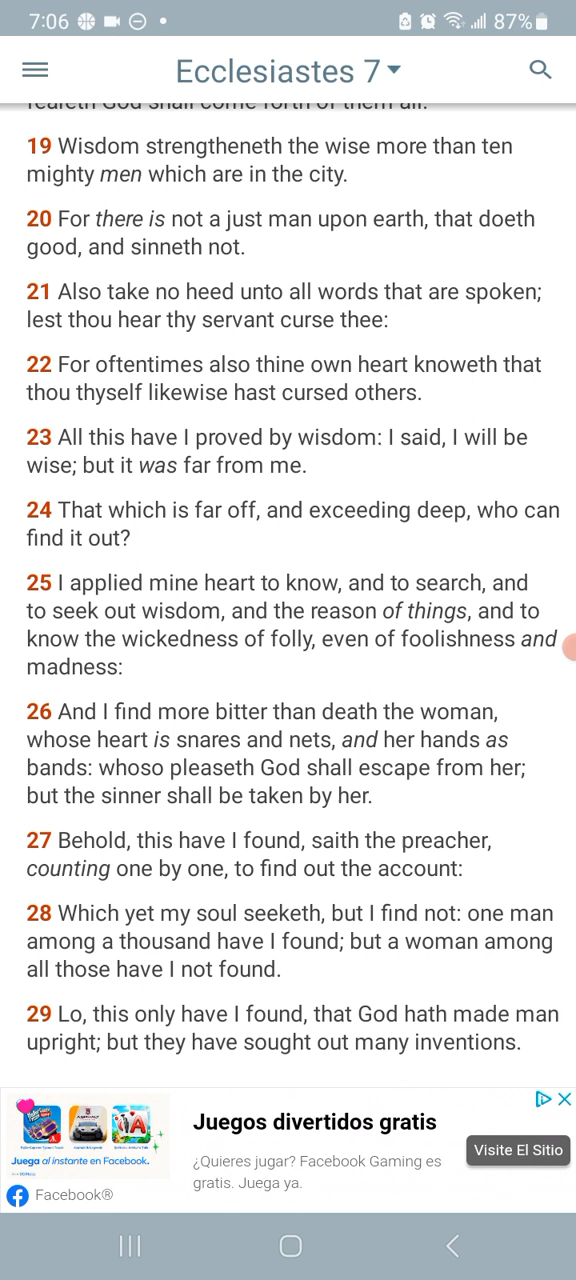 7:06 87%
Ecclesiastes 7
feareth God shall come forth of them all.
19 Wisdom strengtheneth the wise more than ten
mighty men which are in the city.
20 For there is not a just man upon earth, that doeth
good, and sinneth not.
21 Also take no heed unto all words that are spoken;
lest thou hear thy servant curse thee:
22 For oftentimes also thine own heart knoweth that
thou thyself likewise hast cursed others.
23 All this have I proved by wisdom: I said, I will be
wise; but it was far from me.
24 That which is far off, and exceeding deep, who can
find it out?
25 I applied mine heart to know, and to search, and
to seek out wisdom, and the reason of things, and to
know the wickedness of folly, even of foolishness and
madness:
26 And I find more bitter than death the woman,
whose heart is snares and nets, and her hands as
bands: whoso pleaseth God shall escape from her;
but the sinner shall be taken by her.
27 Behold, this have I found, saith the preacher,
counting one by one, to find out the account:
28 Which yet my soul seeketh, but I find not: one man
among a thousand have I found; but a woman among
all those have I not found.
29 Lo, this only have I found, that God hath made man
upright; but they have sought out many inventions.
Juega al instante en Facebook.
Facebook®
Juegos divertidos gratis
¿Quieres jugar? Facebook Gaming es
gratis. Juega ya.
Visite El Sitio